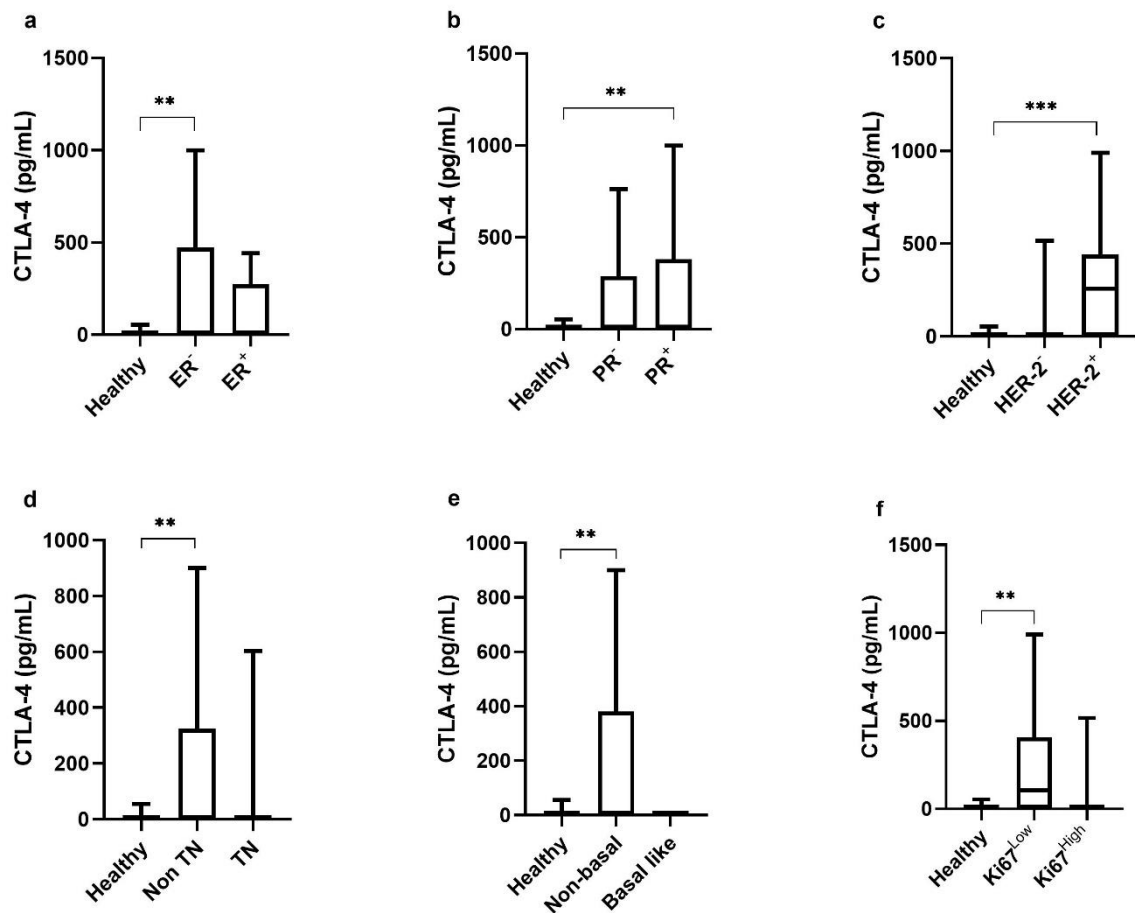 a
CTLA-4 (pg/mL)
1500
1000
500
0
**
Healthy
ER⁻
ER⁺
b
CTLA-4 (pg/mL)
1500
1000
500
0
**
Healthy
PR⁻
PR⁺
c
CTLA-4 (pg/mL)
1500
1000
500
0
***
Healthy
HER-2⁻
HER-2⁺
d
CTLA-4 (pg/mL)
1000
800
600
400
200
0
**
Healthy
Non TN
TN
e
CTLA-4 (pg/mL)
1000
800
600
400
200
0
**
Healthy
Non-basal
Basal like
f
CTLA-4 (pg/mL)
1500
1000
500
0
**
Healthy
Ki67ᴸᵒʷ
Ki67ᴴⁱᵍʰ